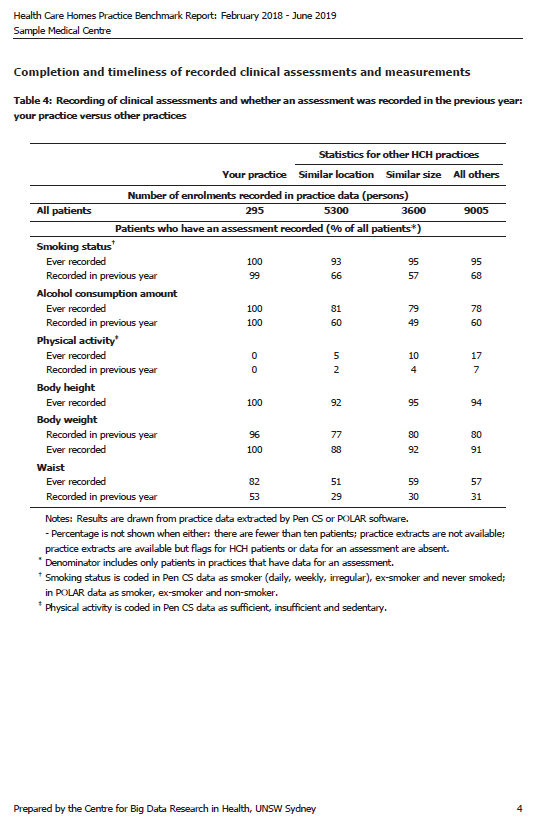 Health Care Homes Practice Benchmark Report: February 2018 - June 2019
Sample Medical Centre
Completion and timeliness of recorded clinical assessments and measurements
Table 4: Recording of clinical assessments and whether an assessment was recorded in the previous year:
your practice versus other practices
Statistics for other HCH practices
Your practice Similar location Similar size All others
Number of enrolments recorded in practice data (persons)
All patients 295 5300 3600 9005
Patients who have an assessment recorded (% of all patients*)
Smoking status†
Ever recorded 100 93 95 95
Recorded in previous year 99 66 57 68
Alcohol consumption amount
Ever recorded 100 81 79 78
Recorded in previous year 100 60 49 60
Physical activity‡
Ever recorded 0 5 10 17
Recorded in previous year 0 2 4 7
Body height
Ever recorded 100 92 95 94
Body weight
Recorded in previous year 96 77 80 80
Ever recorded 100 88 92 91
Waist
Ever recorded 82 51 59 57
Recorded in previous year 53 29 30 31
Notes: Results are drawn from practice data extracted by Pen CS or POLAR software.
- Percentage is not shown when either: there are fewer than ten patients; practice extracts are not available;
practice extracts are available but flags for HCH patients or data for an assessment are absent.
* Denominator includes only patients in practices that have data for an assessment.
† Smoking status is coded in Pen CS data as smoker (daily, weekly, irregular), ex-smoker and never smoked;
in POLAR data as smoker, ex-smoker and non-smoker.
‡ Physical activity is coded in Pen CS data as sufficient, insufficient and sedentary.
Prepared by the Centre for Big Data Research in Health, UNSW Sydney 4